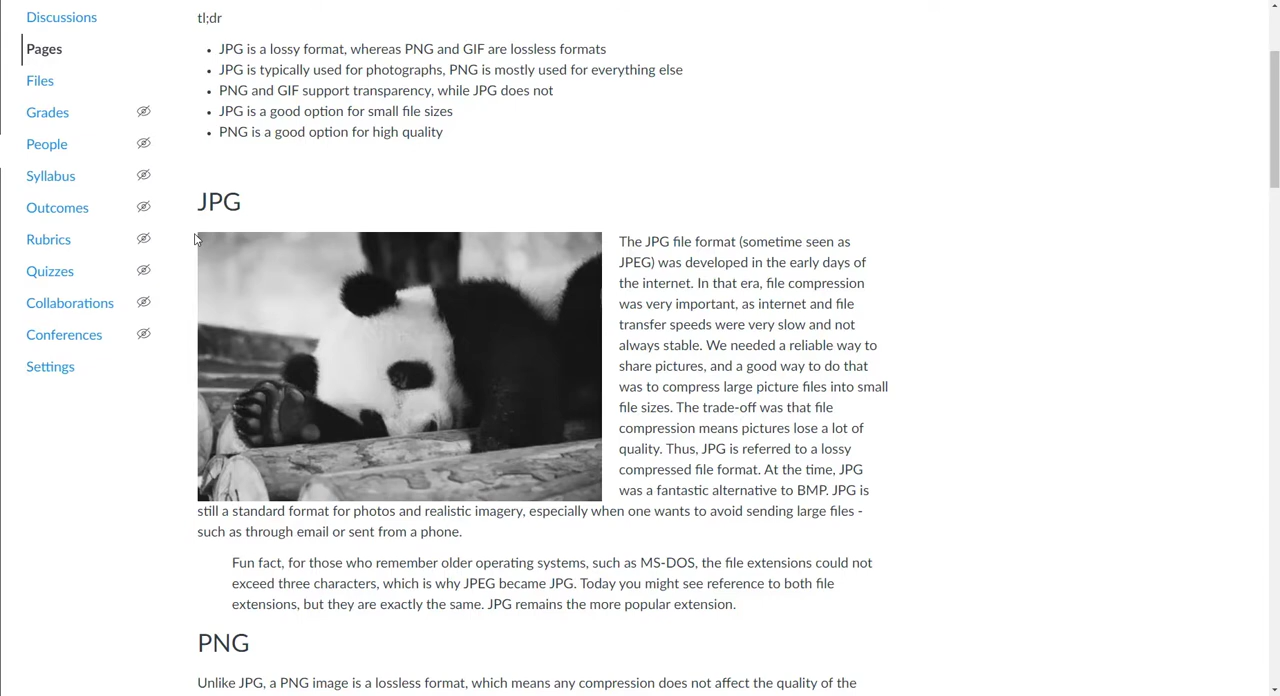 Discussions
Pages
Files
Grades
People
Syllabus
Outcomes
Rubrics
Quizzes
Collaborations
Conferences
Settings
tl;dr
• JPG is a lossy format, whereas PNG and GIF are lossless formats
• JPG is typically used for photographs, PNG is mostly used for everything else
• PNG and GIF support transparency, while JPG does not
• JPG is a good option for small file sizes
• PNG is a good option for high quality
JPG
The JPG file format (sometime seen as
JPEG) was developed in the early days of
the internet. In that era, file compression
was very important, as internet and file
transfer speeds were very slow and not
always stable. We needed a reliable way to
share pictures, and a good way to do that
was to compress large picture files into small
file sizes. The trade-off was that file
compression means pictures lose a lot of
quality. Thus, JPG is referred to a lossy
compressed file format. At the time, JPG
was a fantastic alternative to BMP. JPG is
still a standard format for photos and realistic imagery, especially when one wants to avoid sending large files -
such as through email or sent from a phone.
Fun fact, for those who remember older operating systems, such as MS-DOS, the file extensions could not
exceed three characters, which is why JPEG became JPG. Today you might see reference to both file
extensions, but they are exactly the same. JPG remains the more popular extension.
PNG
Unlike JPG, a PNG image is a lossless format, which means any compression does not affect the quality of the